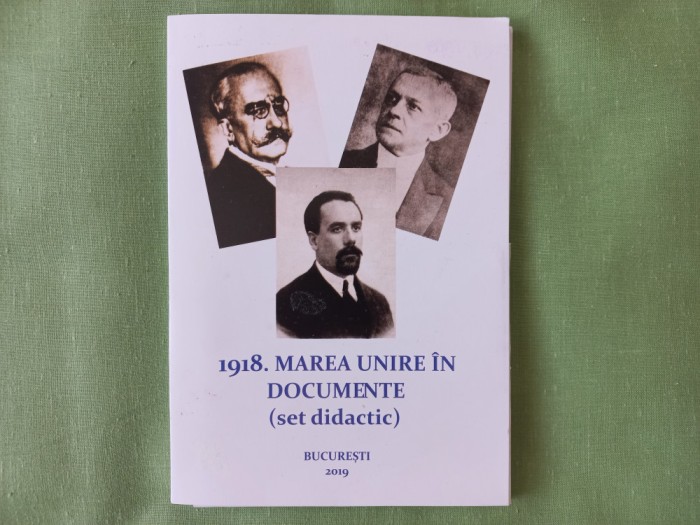 1918. MAREA UNIRE ÎN
DOCUMENTE
(set didactic)
BUCUREȘTI
2019